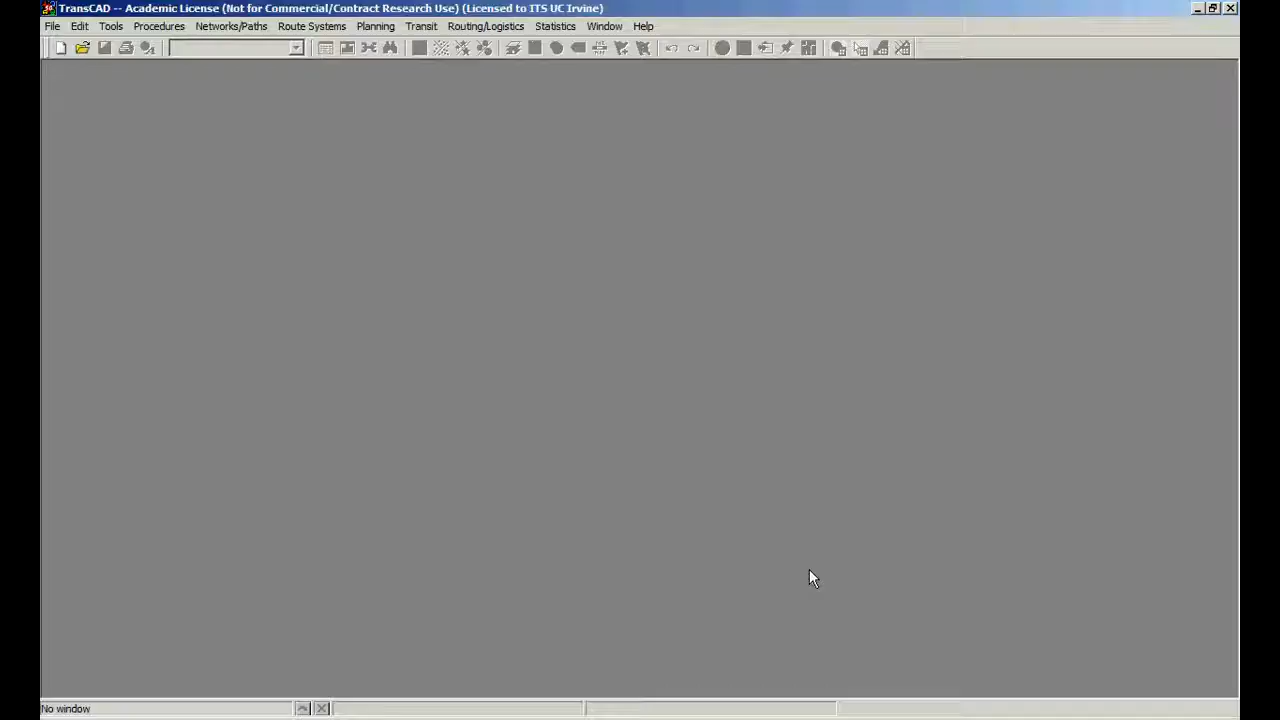 TransCAD -- Academic License (Not for Commercial/Contract Research Use) (Licensed to ITS UC Irvine)
File Edit Tools Procedures Networks/Paths Route Systems Planning Transit Routing/Logistics Statistics Window Help
No window